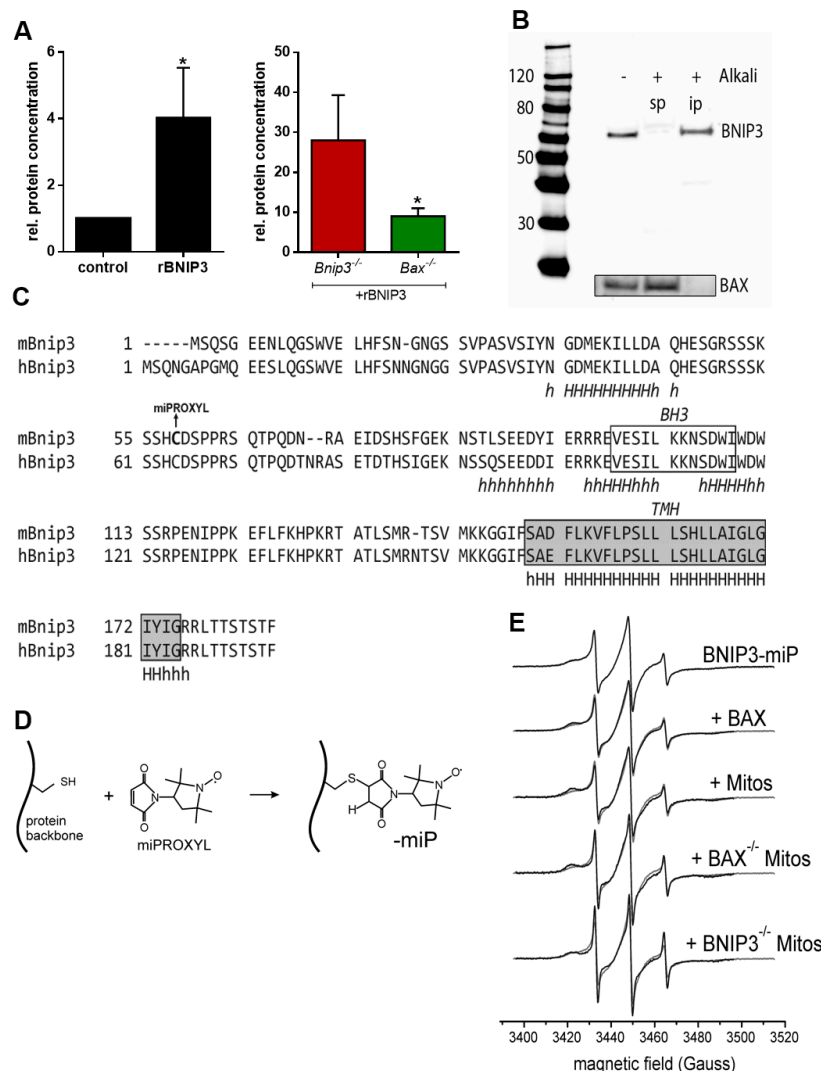 A
rel. protein concentration
6
4
2
0
control
rBNIP3
*
rel. protein concentration
50
40
30
20
10
0
*
Bnip3-/-
Bax-/-
+rBNIP3
B
120
80
50
30
- + + Alkali
sp ip
BNIP3
BAX
C
mBnip3 1 -----MSQSG EENLQGSWVE LHFSN-GNGS SVPASVSIYN GDMEKILLDA QHESGRSSSK
hBnip3 1 MSQNGAPGMQ EESLQGSWVE LHFSNNGNGG SVPASVSIYN GDMEKILLDA QHESGRSSSK
h HHHHHHHHHh h
miPROXYL
BH3
mBnip3 55 SSHCDSPPRS QTPQDN--RA EIDSHSFGEK NSTLSEEDYI ERRREVESIL KKNSDWIWDW
hBnip3 61 SSHCDSPPRS QTPQDTNRAS ETDTHSIGEK NSSQSEEDDI ERRKEVESIL KKNSDWIWDW
hhhhhhhh hhHHHHhh hHHHHHh
TMH
mBnip3 113 SSRPENIPPK EFLFKHPKRT ATLSMR-TSV MKKGGIFSAD FLKVFLPSLL LSHLLAIGLG
hBnip3 121 SSRPENIPPK EFLFKHPKRT ATLSMRNTSV MKKGGIFSAE FLKVFLPSLL LSHLLAIGLG
hHH HHHHHHHHHH HHHHHHHHHH
mBnip3 172 IYIGRRLTTSTSTF
hBnip3 181 IYIGRRLTTSTSTF
HHhhh
D
protein
backbone
SH
+
O
N
O
N
O
miPROXYL
S
H
O
N
O
N
O
-miP
E
BNIP3-miP
+ BAX
+ Mitos
+ BAX-/- Mitos
+ BNIP3-/- Mitos
3400 3420 3440 3460 3480 3500 3520
magnetic field (Gauss)